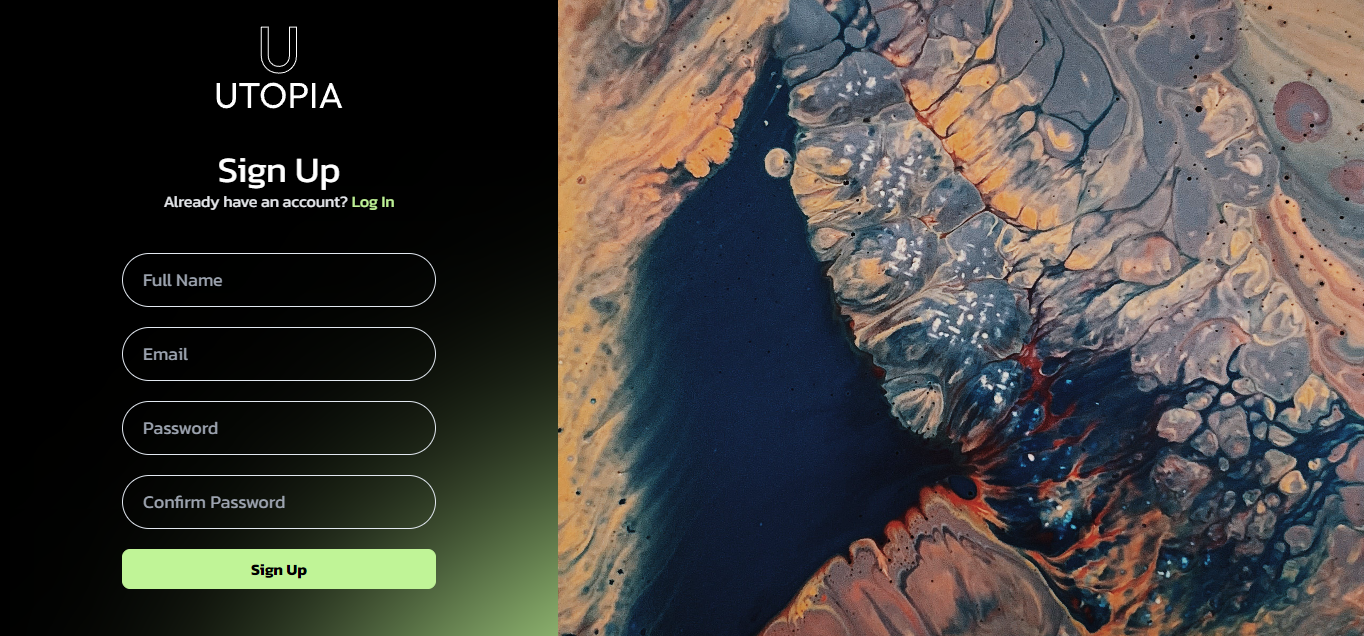 U
UTOPIA
Sign Up
Already have an account? Log In
Full Name
Email
Password
Confirm Password
Sign Up